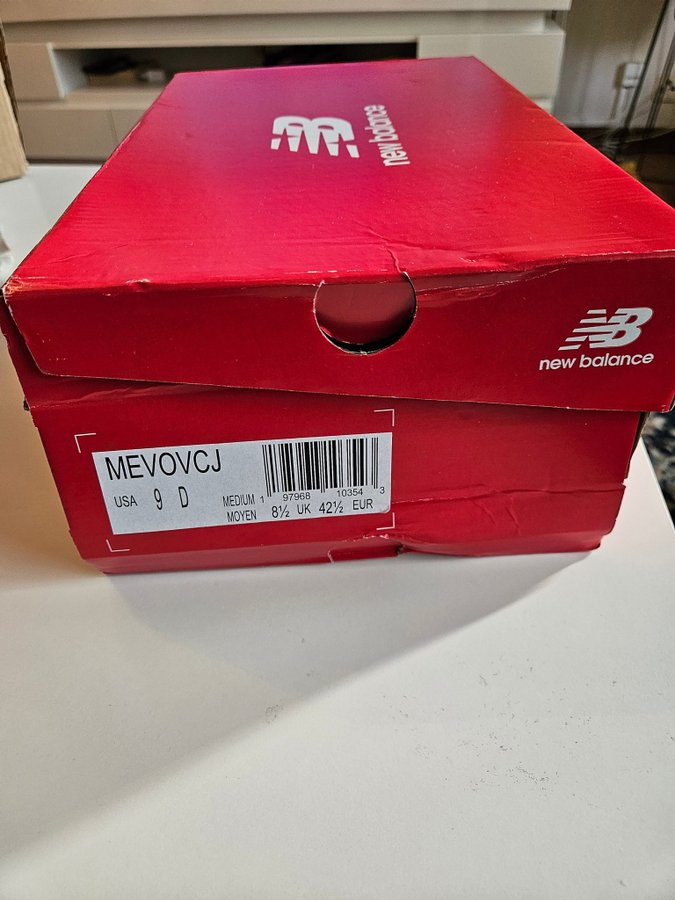 new balance
new balance
MEVOVCJ
USA 9 D MEDIUM 1 97968 10354 3
MOYEN 8½ UK 42½ EUR